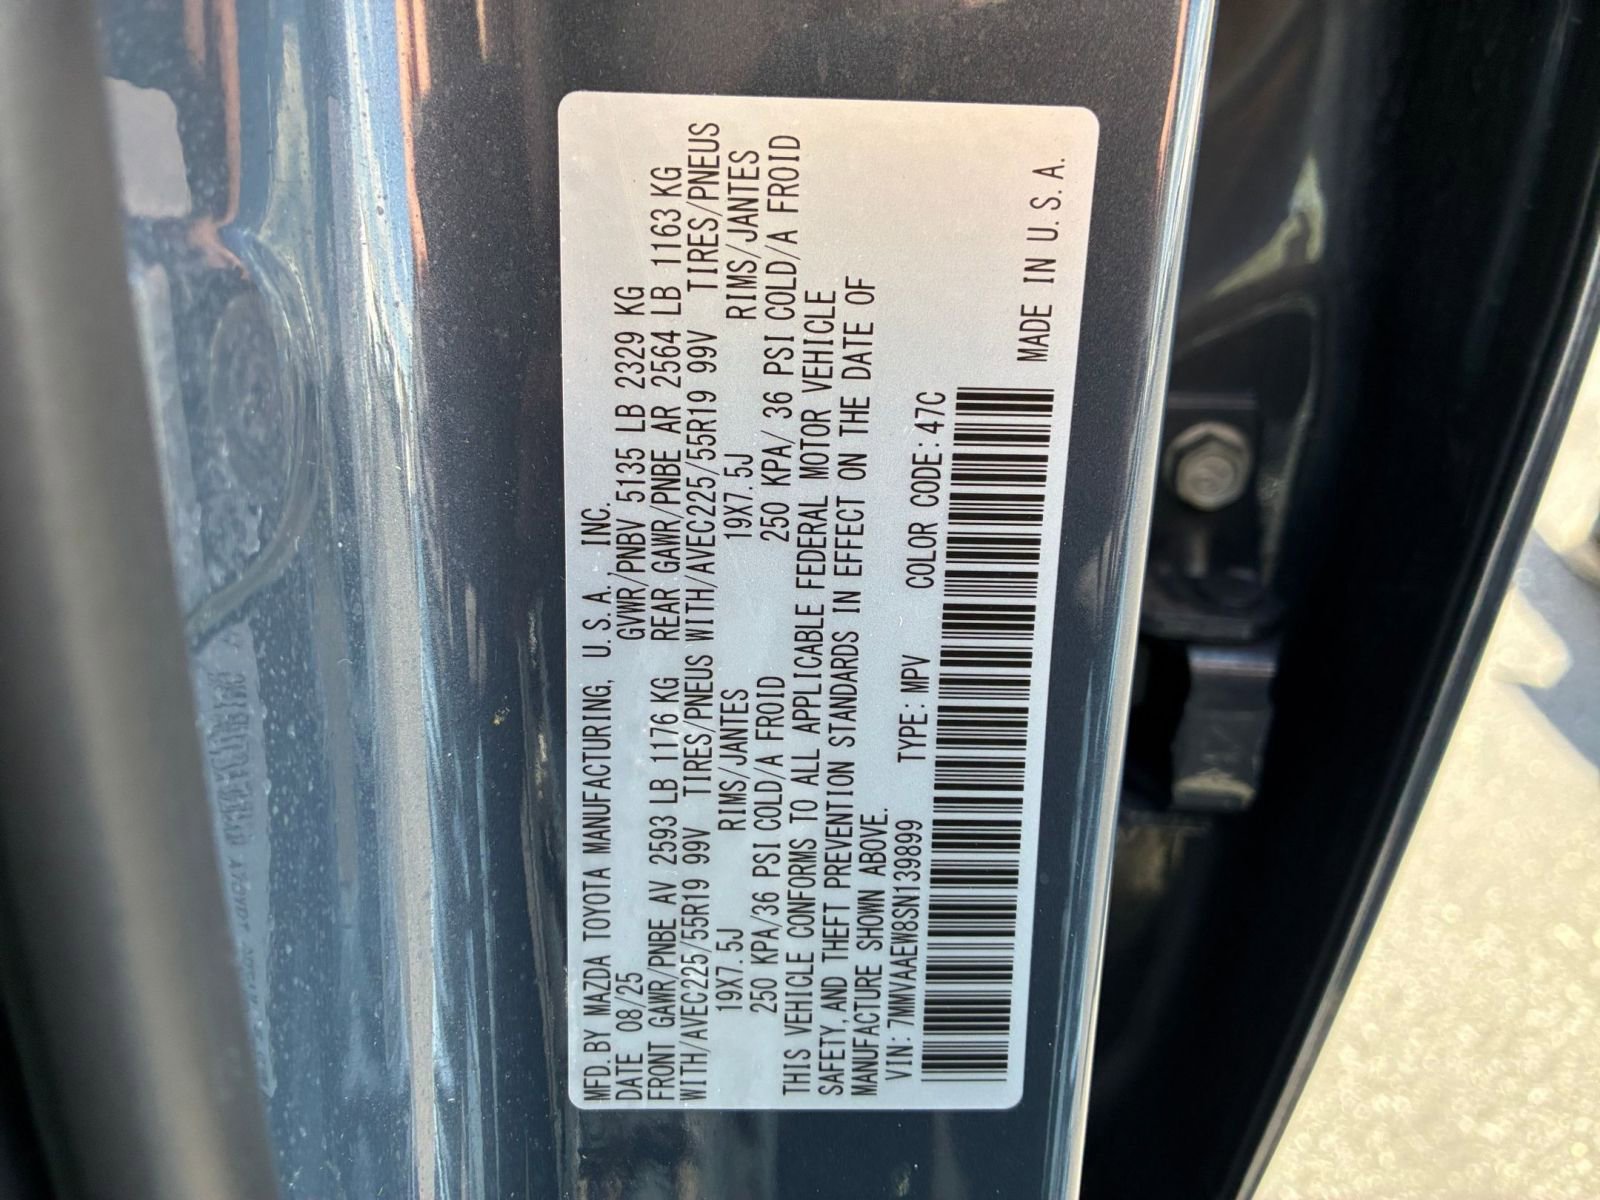 MFD.BY MAZDA TOYOTA MANUFACTURING, U.S.A., INC.
DATE 08/25 GVWR/PNBV 5135 LB 2329 KG
FRONT GAWR/PNBE AV 2593 LB 1176 KG REAR GAWR/PNBE AR 2564 LB 1163 KG
WITH/AVEC225/55R19 99V TIRES/PNEUS WITH/AVEC225/55R19 99V TIRES/PNEUS
19X7.5J RIMS/JANTES 19X7.5J RIMS/JANTES
250 KPA/36 PSI COLD/A FROID 250 KPA/ 36 PSI COLD/A FROID
THIS VEHICLE CONFORMS TO ALL APPLICABLE FEDERAL MOTOR VEHICLE
SAFETY,AND THEFT PREVENTION STANDARDS IN EFFECT ON THE DATE OF
MANUFACTURE SHOWN ABOVE.
VIN: 7MMVAAEW8SN139899 TYPE: MPV COLOR CODE: 47C
MADE IN U.S.A.